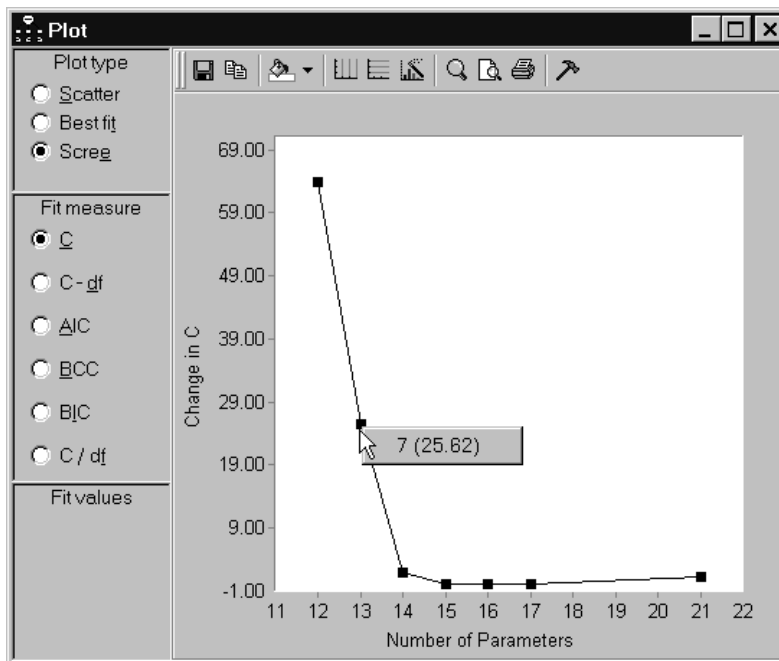 Plot
Plot type
Scatter
Best fit
Scree
Fit measure
C
C - df
AIC
BCC
BIC
C / df
Fit values
69.00
59.00
49.00
39.00
29.00
19.00
9.00
-1.00
Change in C
7 (25.62)
11 12 13 14 15 16 17 18 19 20 21 22
Number of Parameters